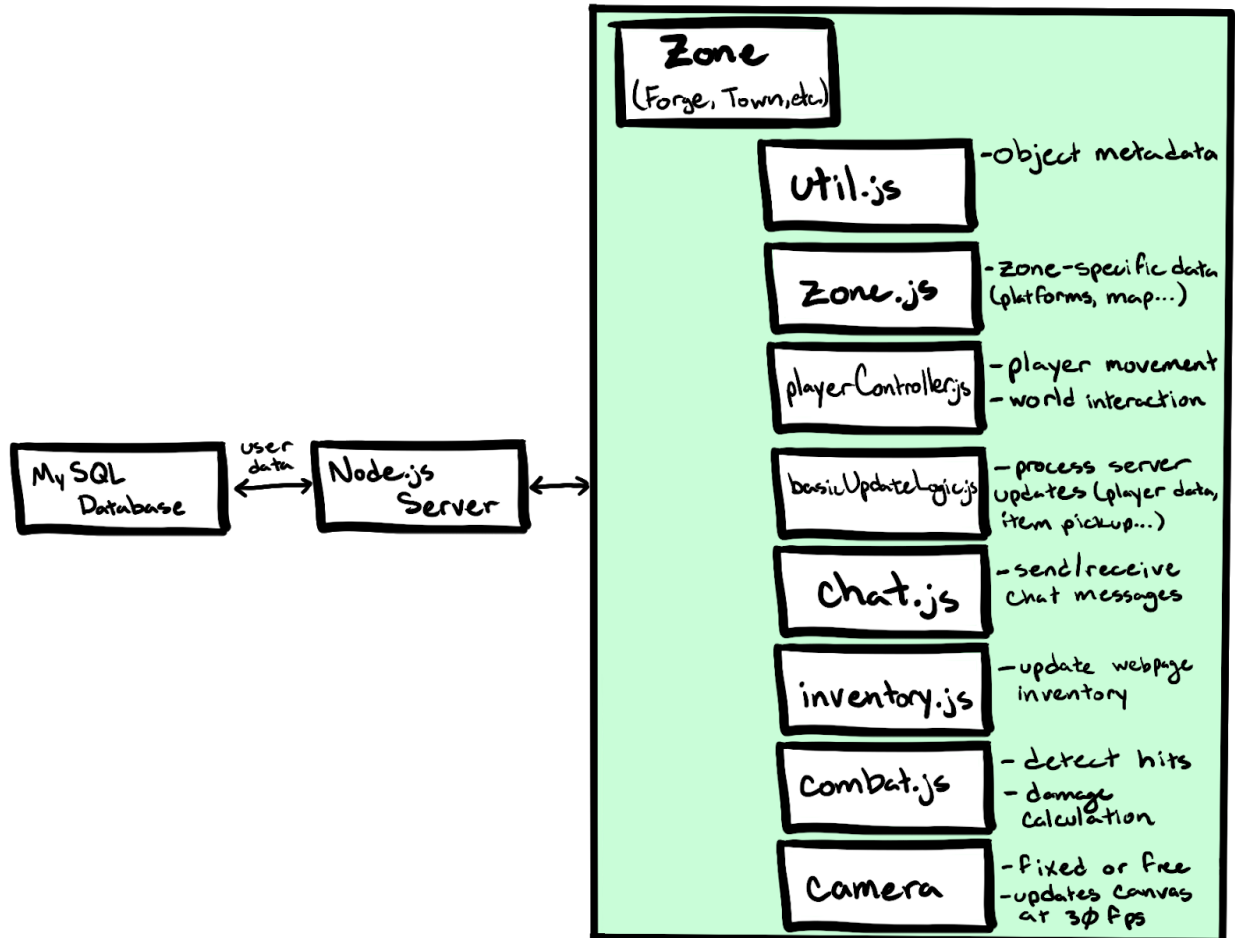 Zone
(Forge, Town, etc.)
util.js
-object metadata
zone.js
-zone-specific data
(platforms, map...)
playerController.js
-player movement
-world interaction
MySQL
Database
user
data
Node.js
Server
basicUpdateLogic.js
-process server
updates (player data,
item pickup...)
chat.js
-send/receive
chat messages
inventory.js
-update webpage
inventory
combat.js
-detect hits
-damage
calculation
camera
-fixed or free
-updates canvas
at 30 fps